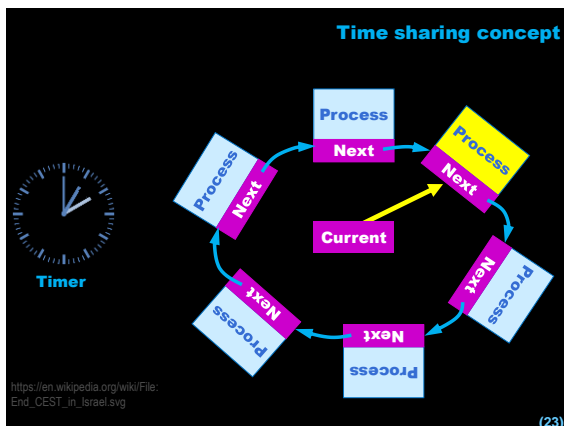 Time sharing concept
Process
Next
Process
Next
Process
Next
Process
Next
Process
Next
Process
Next
Current
Timer
https://en.wikipedia.org/wiki/File:
End_CEST_in_Israel.svg
(23)